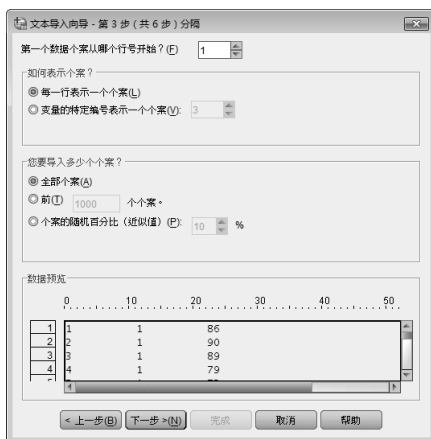 文本导入向导 - 第 3 步 ( 共 6 步 ) 分隔
第一个数据个案从哪个行号开始？(F) 1
如何表示个案？
每一行表示一个个案(L)
变量的特定编号表示一个个案(V): 3
您要导入多少个个案？
全部个案(A)
前(T) 1000 个个案。
个案的随机百分比（近似值）(P): 10 %
数据预览
0 10 20 30 40 50
1 1 1 86
2 2 1 90
3 3 1 89
4 4 1 79
< 上一步(B) 下一步 >(N) 完成 取消 帮助